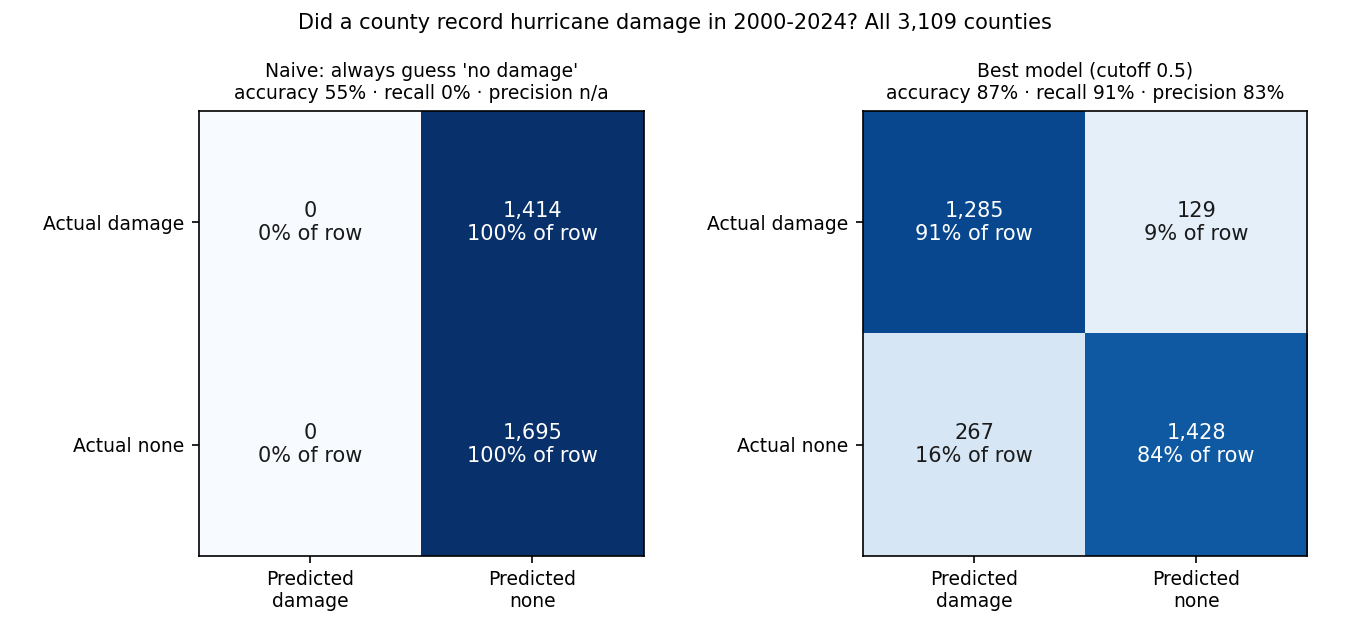 Did a county record hurricane damage in 2000-2024? All 3,109 counties
Naive: always guess 'no damage'
accuracy 55% · recall 0% · precision n/a
Actual damage
0
0% of row
1,414
100% of row
Actual none
0
0% of row
1,695
100% of row
Predicted
damage
Predicted
none
Best model (cutoff 0.5)
accuracy 87% · recall 91% · precision 83%
Actual damage
1,285
91% of row
129
9% of row
Actual none
267
16% of row
1,428
84% of row
Predicted
damage
Predicted
none